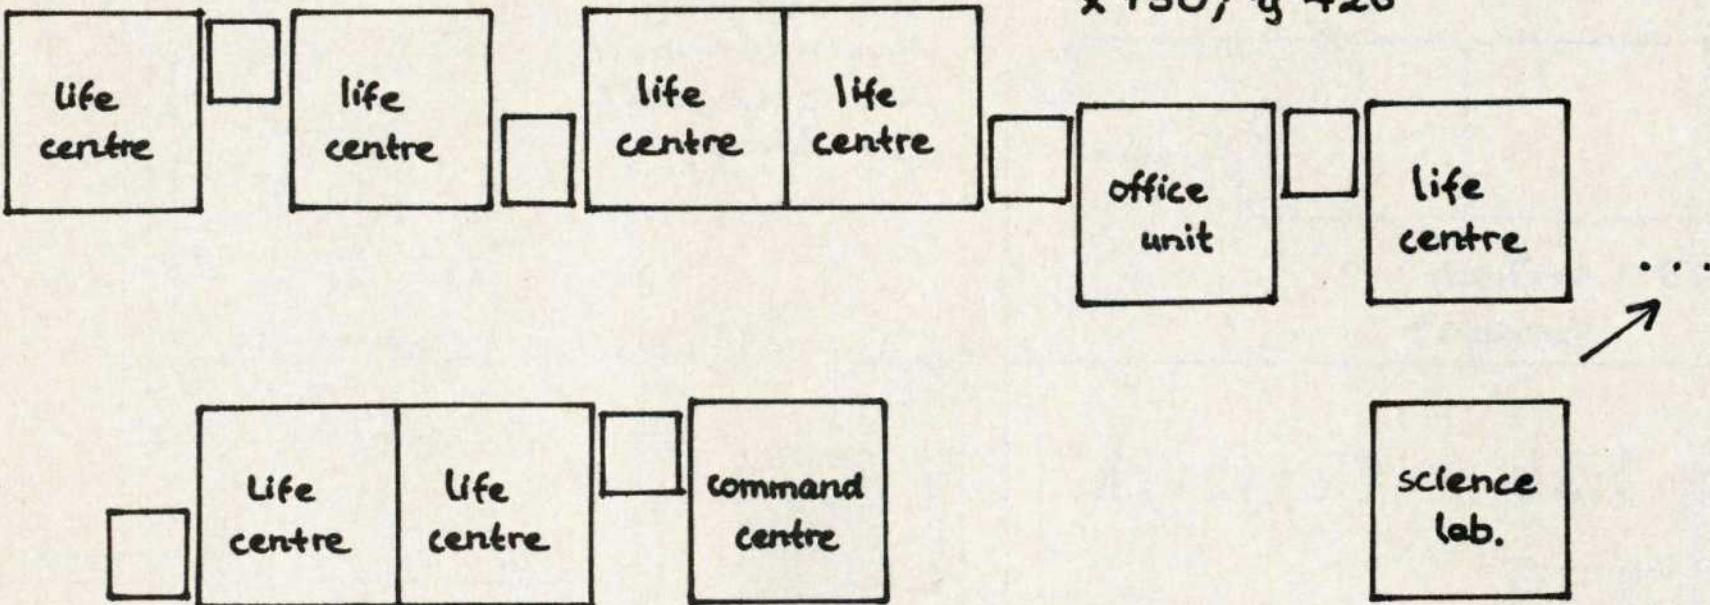 life
centre
life
centre
life
centre
life
centre
office
unit
life
centre
...
Life
centre
life
centre
command
centre
science
lab.